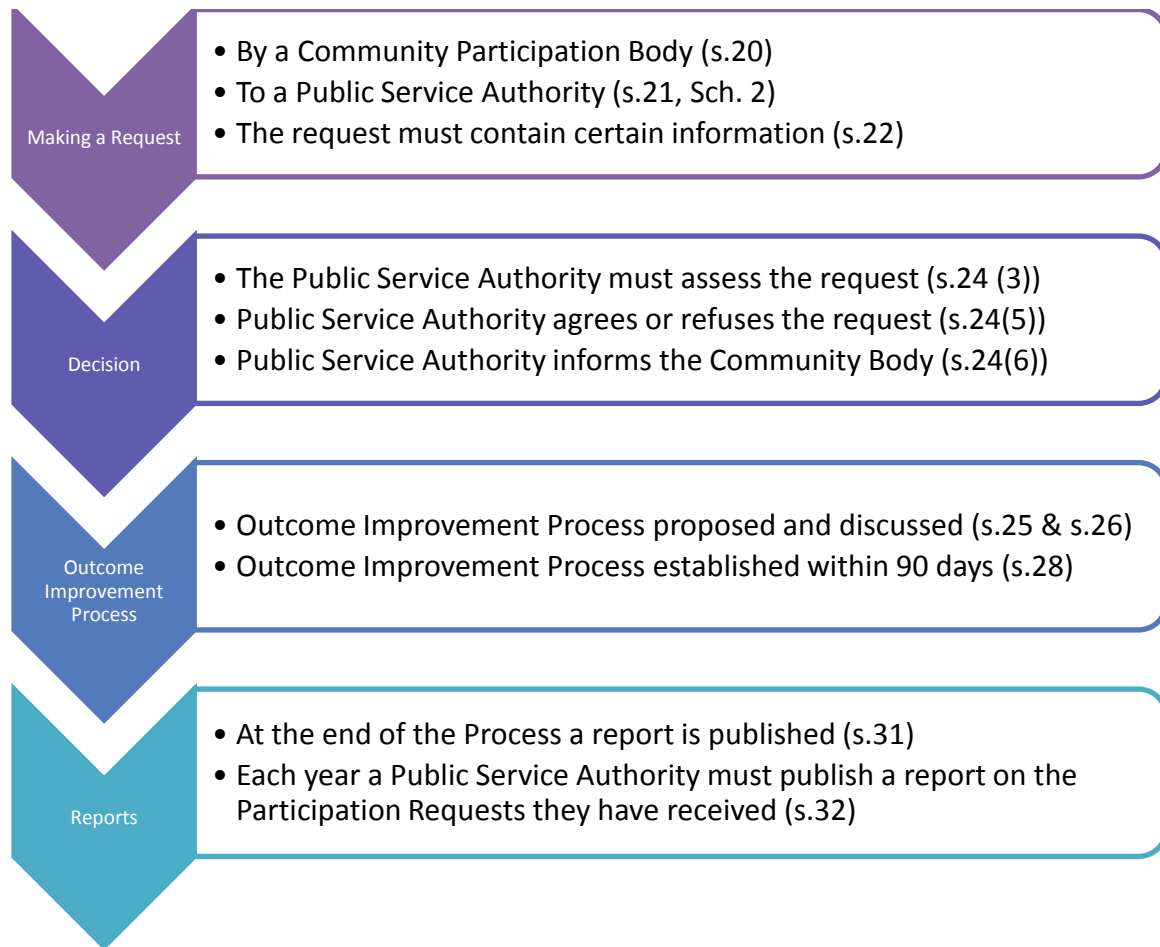 Making a Request
• By a Community Participation Body (s.20)
• To a Public Service Authority (s.21, Sch. 2)
• The request must contain certain information (s.22)
Decision
• The Public Service Authority must assess the request (s.24 (3))
• Public Service Authority agrees or refuses the request (s.24(5))
• Public Service Authority informs the Community Body (s.24(6))
Outcome
Improvement
Process
• Outcome Improvement Process proposed and discussed (s.25 & s.26)
• Outcome Improvement Process established within 90 days (s.28)
Reports
• At the end of the Process a report is published (s.31)
• Each year a Public Service Authority must publish a report on the
Participation Requests they have received (s.32)